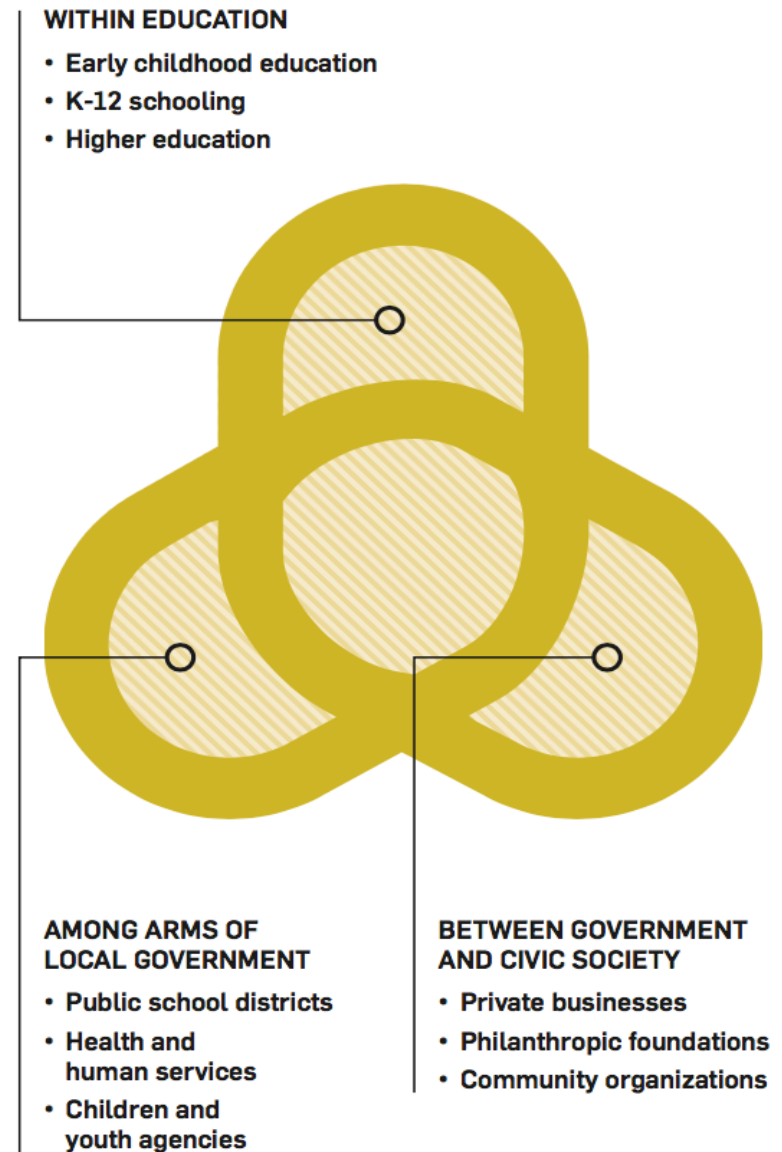 WITHIN EDUCATION
• Early childhood education
• K-12 schooling
• Higher education
AMONG ARMS OF
LOCAL GOVERNMENT
• Public school districts
• Health and
human services
• Children and
youth agencies
BETWEEN GOVERNMENT
AND CIVIC SOCIETY
• Private businesses
• Philanthropic foundations
• Community organizations